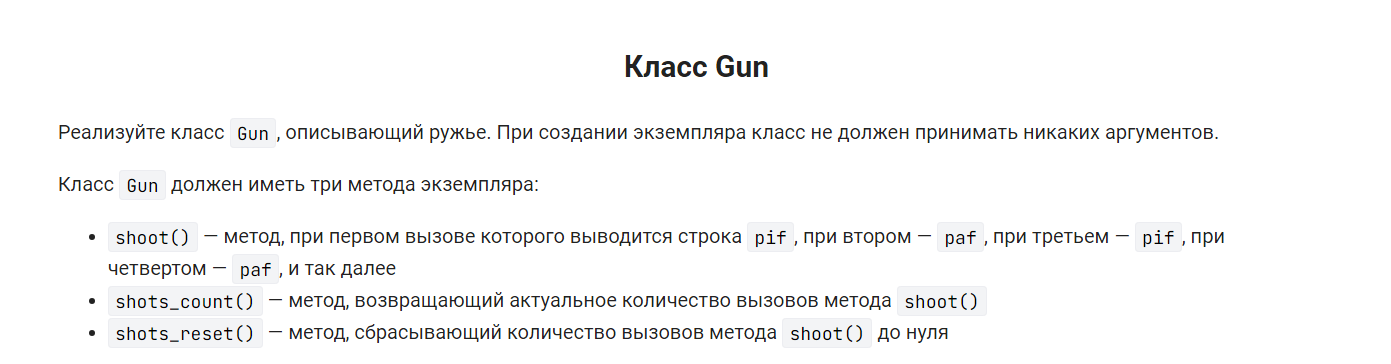 Класс Gun
Реализуйте класс Gun, описывающий ружье. При создании экземпляра класс не должен принимать никаких аргументов.
Класс Gun должен иметь три метода экземпляра:
• shoot() — метод, при первом вызове которого выводится строка pif, при втором — paf, при третьем — pif, при
четвертом — paf, и так далее
• shots_count() — метод, возвращающий актуальное количество вызовов метода shoot()
• shots_reset() — метод, сбрасывающий количество вызовов метода shoot() до нуля